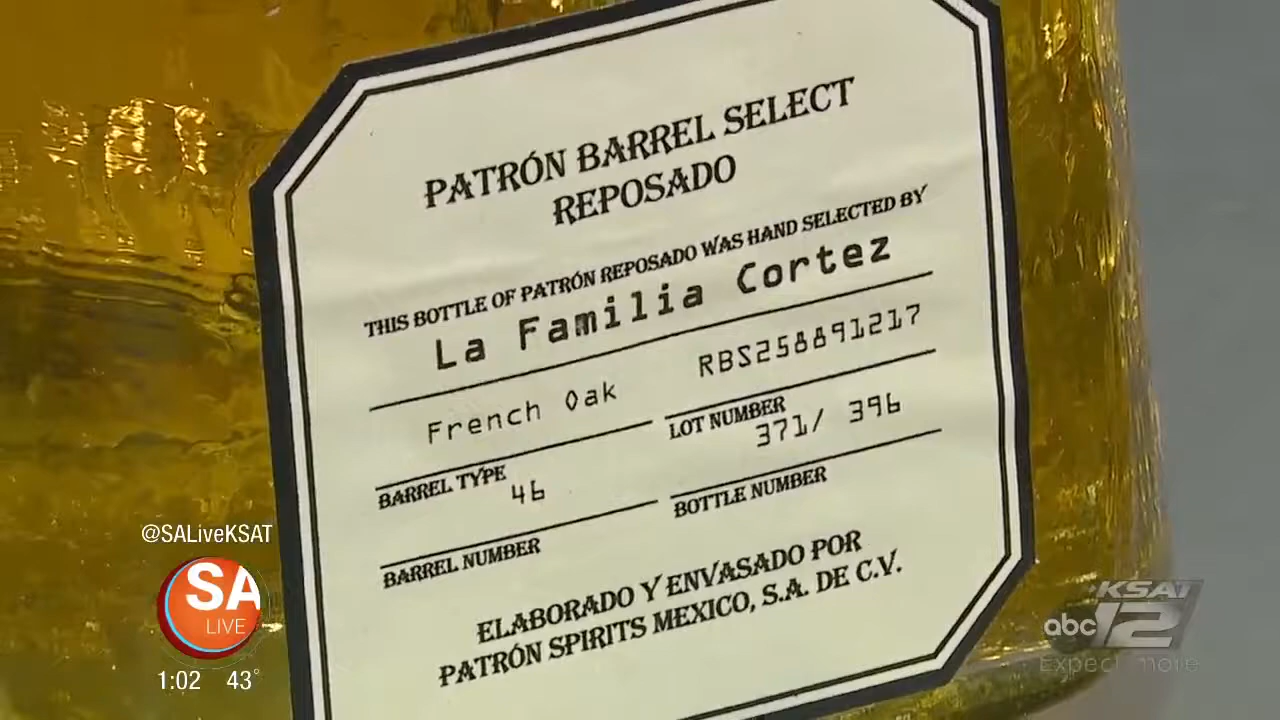 PATRÓN BARREL SELECT
REPOSADO
THIS BOTTLE OF PATRÓN REPOSADO WAS HAND SELECTED BY
La Familia Cortez
French Oak
BARREL TYPE
RBS258891217
LOT NUMBER
46
BARREL NUMBER
371/ 396
BOTTLE NUMBER
ELABORADO Y ENVASADO POR
PATRÓN SPIRITS MEXICO, S.A. DE C.V.
@SALiveKSAT
SA
LIVE
1:02 43°
KSAT
abc 12
Expect more